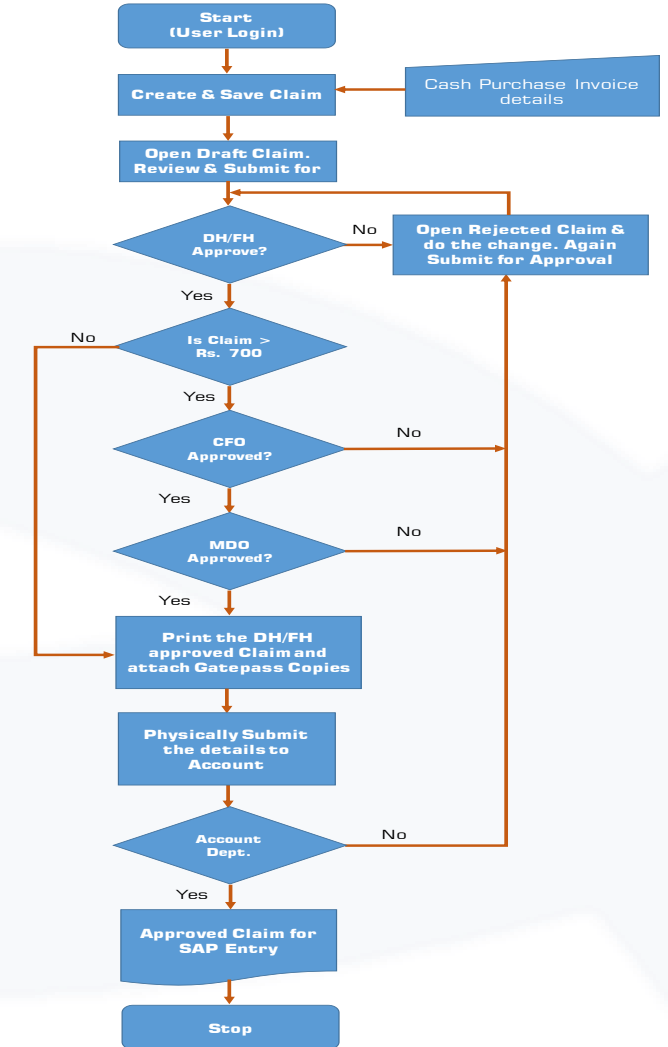 Start
(User Login)
Create & Save Claim
Cash Purchase Invoice
details
Open Draft Claim.
Review & Submit for
DH/FH
Approve?
No
Open Rejected Claim &
do the change. Again
Submit for Approval
Yes
No
Is Claim >
Rs. 700
Yes
CFO
Approved?
No
Yes
MDO
Approved?
No
Yes
Print the DH/FH
approved Claim and
attach Gatepass Copies
Physically Submit
the details to
Account
Account
Dept.
No
Yes
Approved Claim for
SAP Entry
Stop